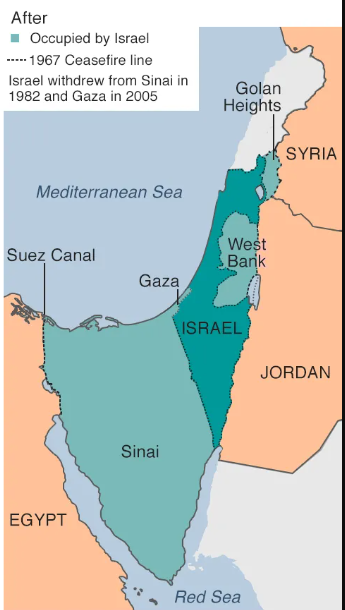 After
Occupied by Israel
1967 Ceasefire line
Israel withdrew from Sinai in
1982 and Gaza in 2005
Golan
Heights
SYRIA
Mediterranean Sea
Suez Canal
West
Bank
Gaza
ISRAEL
JORDAN
Sinai
EGYPT
Red Sea